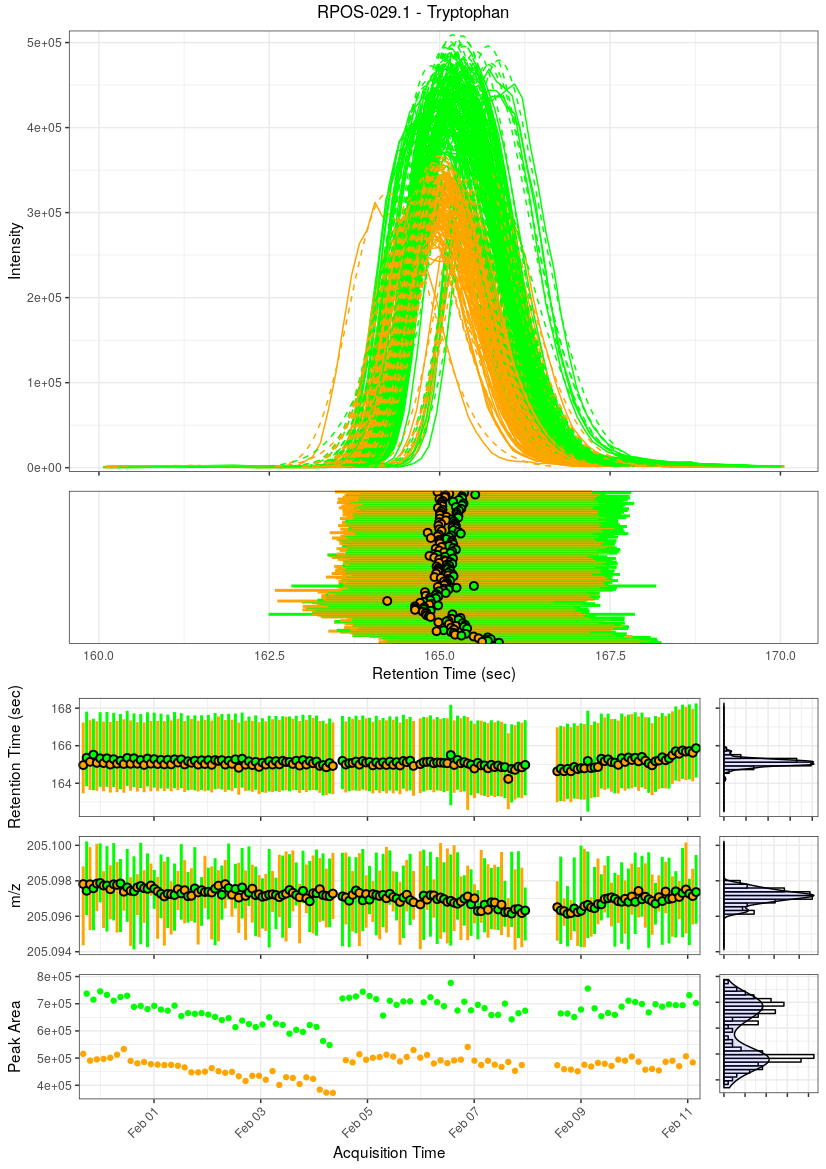 RPOS-029.1 - Tryptophan
5e+05
4e+05
3e+05
2e+05
1e+05
0e+00
Intensity
160.0 162.5 165.0 167.5 170.0
Retention Time (sec)
168
166
164
Retention Time (sec)
205.100
205.098
205.096
205.094
m/z
8e+05
7e+05
6e+05
5e+05
4e+05
Peak Area
Feb 01 Feb 03 Feb 05 Feb 07 Feb 09 Feb 11
Acquisition Time